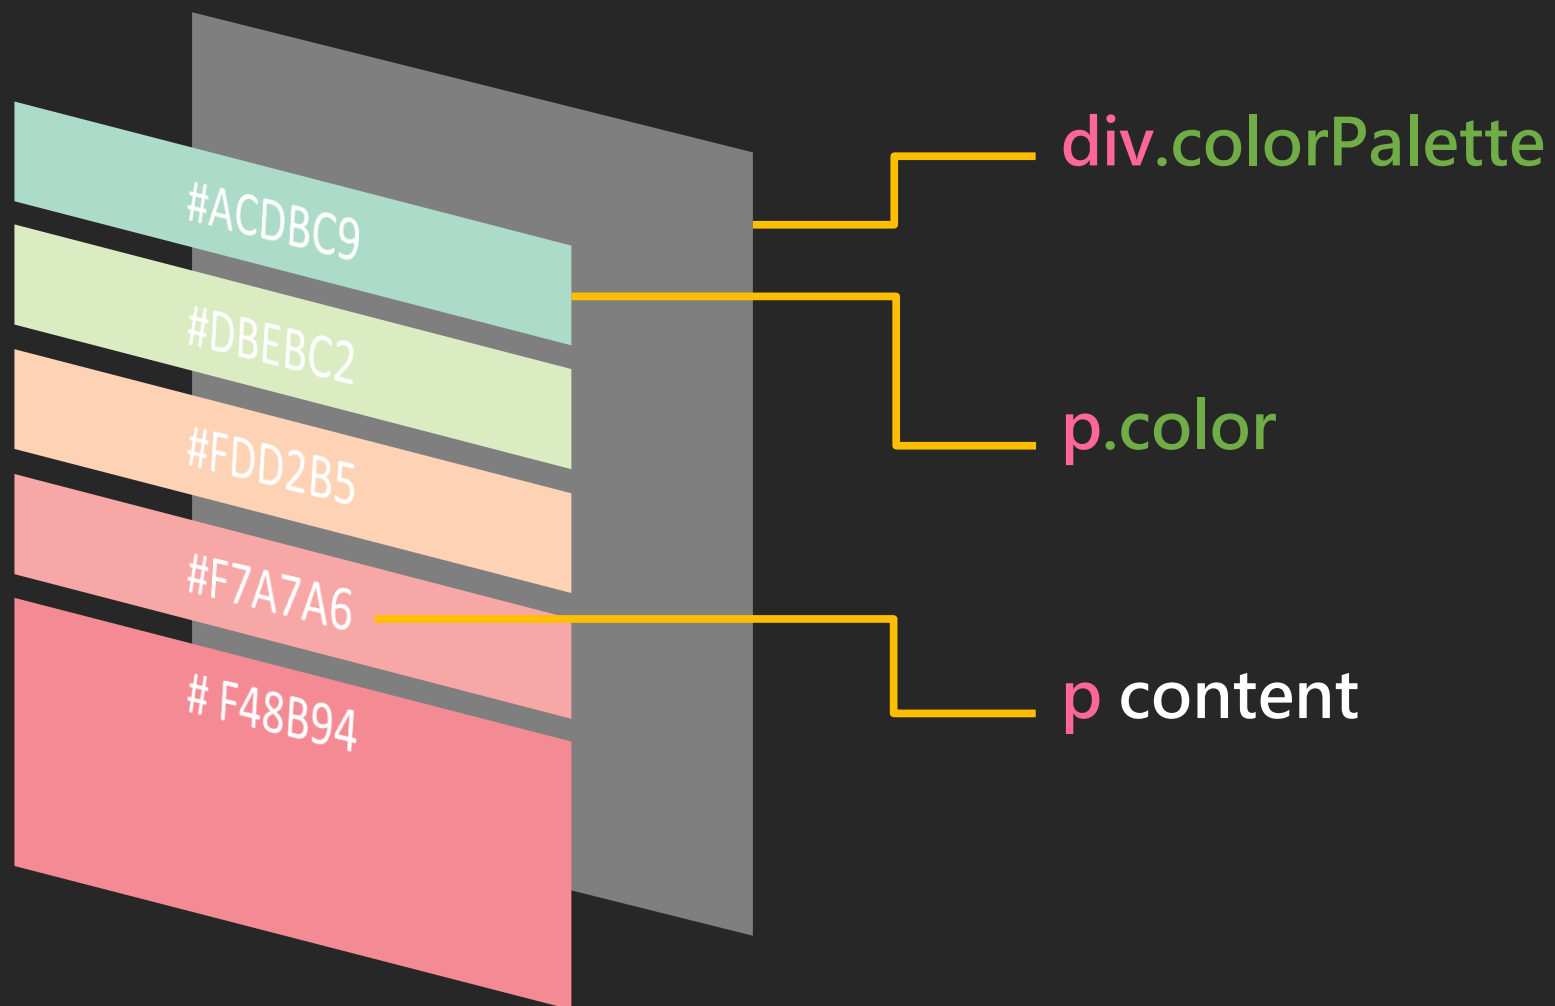 #ACDBC9
#DBEBC2
#FDD2B5
#F7A7A6
# F48B94
div.colorPalette
p.color
p content